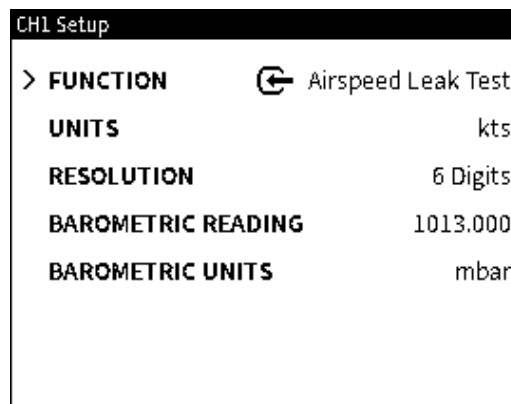 CH1 Setup
> FUNCTION Airspeed Leak Test
UNITS kts
RESOLUTION 6 Digits
BAROMETRIC READING 1013.000
BAROMETRIC UNITS mbar